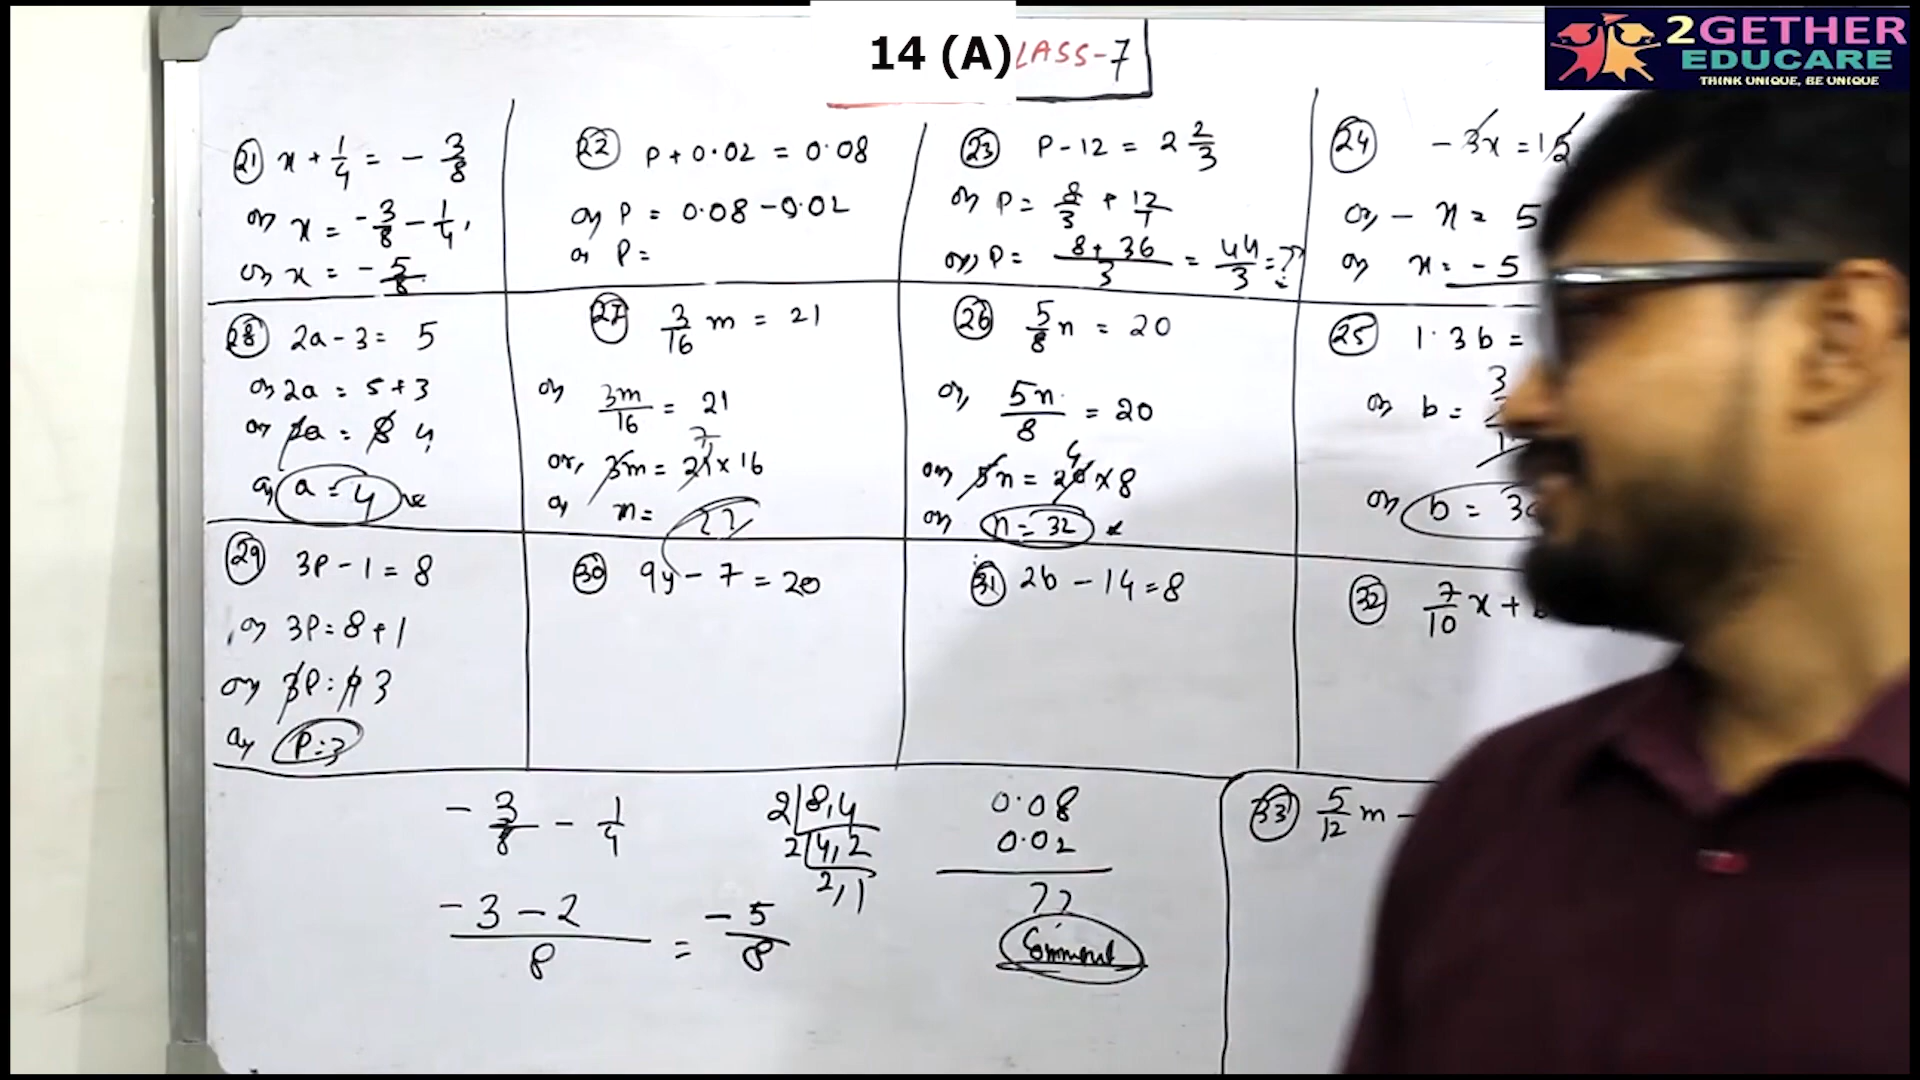 14 (A)
LASS-7
2GETHER
EDUCARE
THINK UNIQUE, BE UNIQUE
21 x + 1/4 = - 3/8
or x = -3/8 - 1/4,
or x = - 5/8
22 P + 0.02 = 0.08
or P = 0.08 - 0.02
or P =
23 P - 12 = 2 2/3
or P = 8/3 + 12/7
or, P = 8 + 36/3 = 44/3 = ??
24 - 3x = 15
or, - x = 5
or x = - 5
28 2a - 3 = 5
or 2a = 5 + 3
or 2a = 8 4
or a = 4
27 3/16 m = 21
or 3m/16 = 21
or, 3m = 21 x 16 7
or m = ??
26 5/8 n = 20
or, 5n/8 = 20
or 5n = 20 x 8 4
or n = 32
25 1.3b =
or b =
or b = 30
29 3P - 1 = 8
or 3P = 8 + 1
or 3P = 9 3
or P = 3
30 9y - 7 = 20
31 2b - 14 = 8
32 7/10 x +
- 3/8 - 1/4
-3 - 2/8 = -5/8
2 8,4
2 4,2
2,1
0.08
0.02
??
Comment
33 5/12 m -